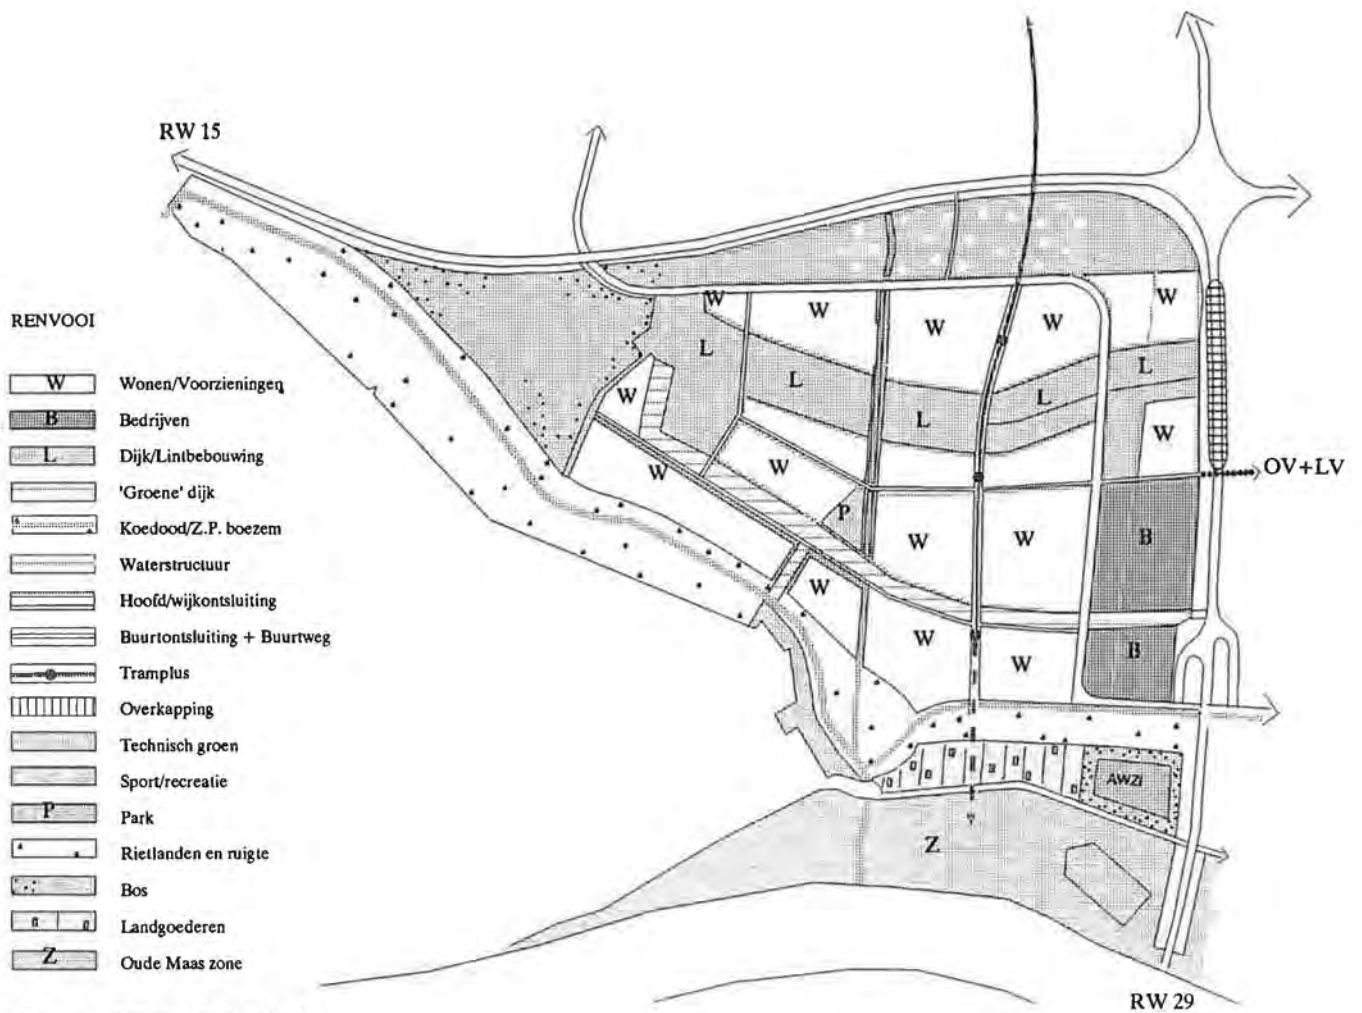 RW 15
RENVOOI
W Wonen/Voorzieningen
B Bedrijven
L Dijk/Lintbebouwing
'Groene' dijk
Koedood/Z.P. boezem
Waterstructuur
Hoofd/wijkontsluiting
Buurtontsluiting + Buurtweg
Tramplus
Overkapping
Technisch groen
Sport/recreatie
P Park
Rietlanden en ruigte
Bos
Landgoederen
Z Oude Maas zone
W W W W W
L L L L L
W W
OV+LV
W W
P W W B
W
W W B
AWZI
Z
RW 29